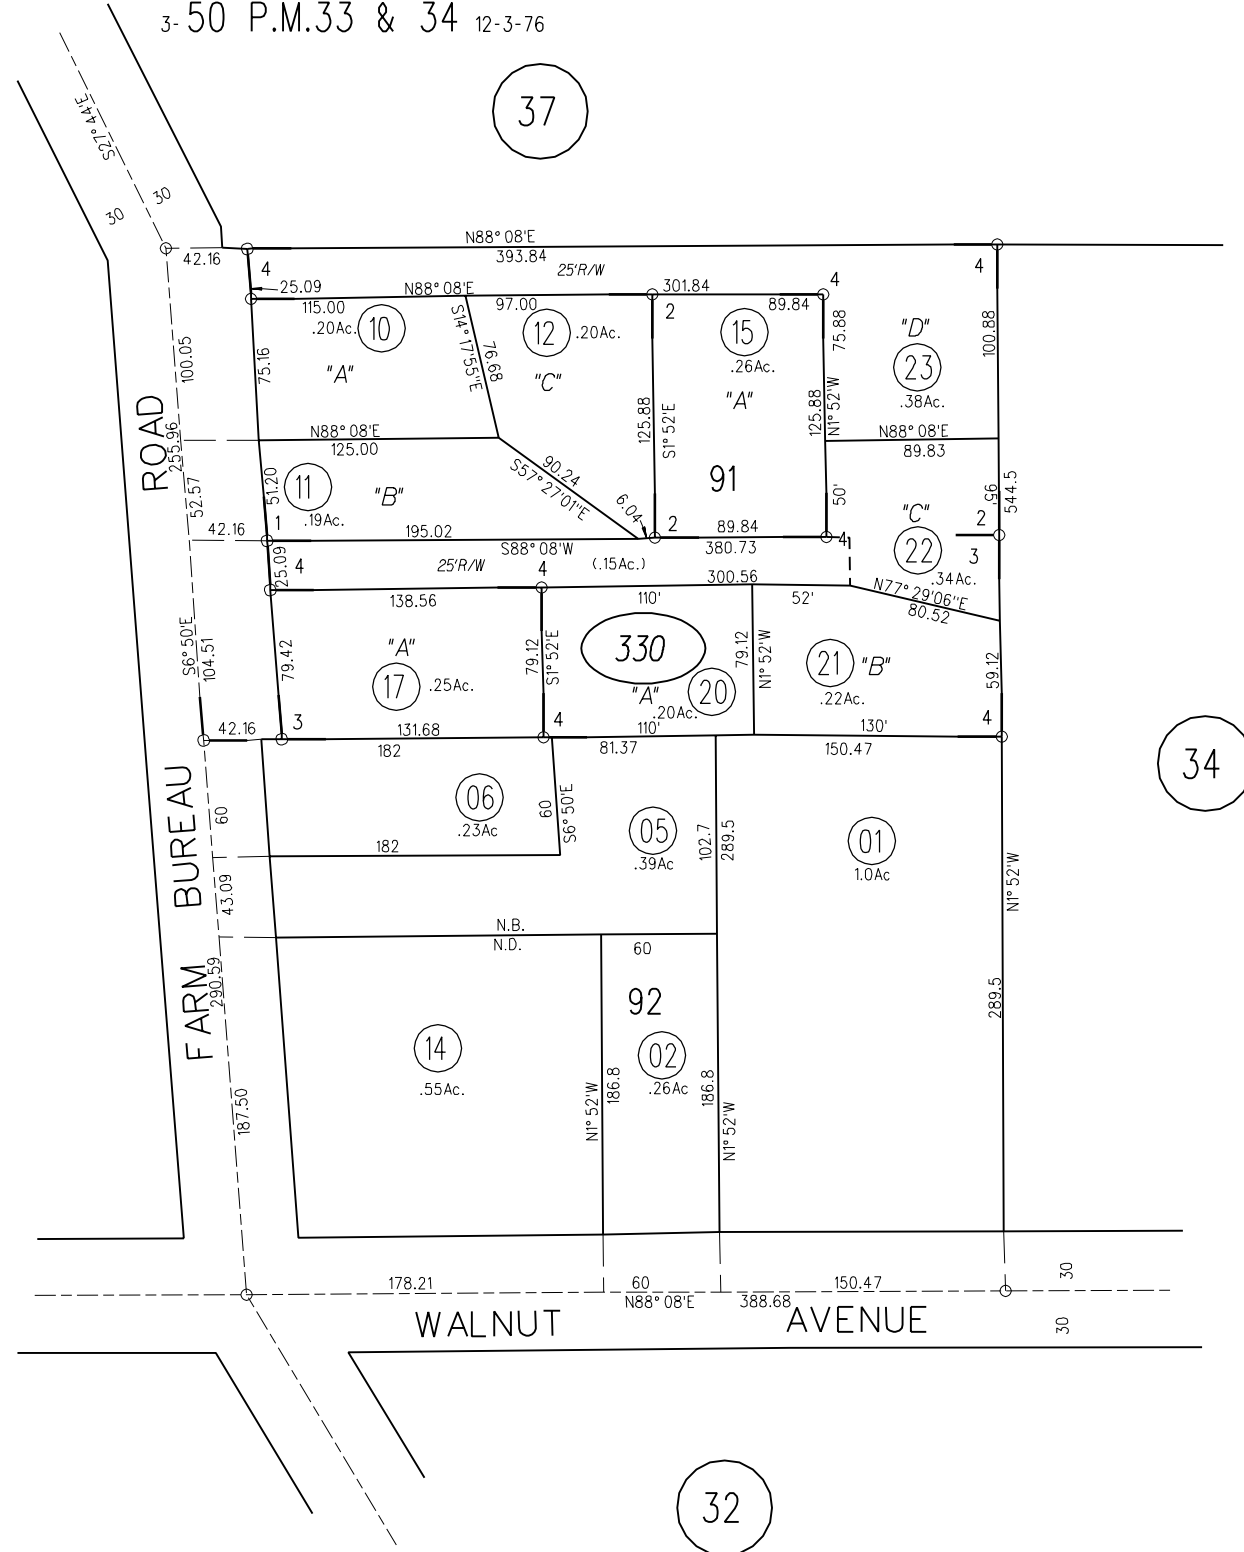 3- 50 P.M.33 & 34 12-3-76
37
S27°44'E
30
30
N88°08'E
393.84
42.16
4
4
25'R/W
25.09
N88°08'E
301.84
4
115.00
97.00
89.84
10
.20Ac.
"A"
S14°17'55"E
76.68
12
.20Ac.
"C"
2
15
.26Ac.
"A"
75.88
"D"
23
.38Ac.
100.88
100.05
75.16
125.88
S1°52'E
125.88
N1°52'W
N88°08'E
125.00
N88°08'E
89.83
ROAD
255.96
52.57
51.20
11
"B"
.19Ac.
90.24
S57°27'01"E
91
50'
"C"
95'
544.5
42.16
1
195.02
6.04
2
89.84
4
22
2
3
S88°08'W
380.73
25.09
4
25'R/W
4
(.15Ac.)
300.56
.34Ac.
138.56
110'
52'
N77°29'06"E
80.52
S6°50'E
104.51
79.42
"A"
17
.25Ac.
79.12
S1°52'E
330
"A"
20
.20Ac.
79.12
N1°52'W
21
"B"
.22Ac.
59.12
42.16
3
131.68
4
110'
130'
4
182
81.37
150.47
34
FARM BUREAU
60
06
.23Ac
60
S6°50'E
05
.39Ac
102.7
289.5
01
1.0Ac
182
43.09
N1°52'W
N.B.
N.D.
60
290.59
92
289.5
14
.55Ac.
02
.26Ac
187.50
N1°52'W
186.8
186.8
N1°52'W
178.21
60
150.47
30
N88°08'E
388.68
WALNUT AVENUE
30
32